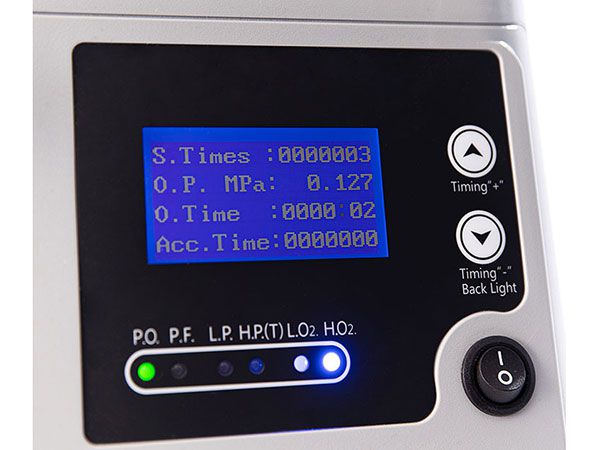 S.Times :0000003
O.P. MPa: 0.127
O.Time :0000:02
Acc.Time:0000000
Timing"+"
Timing"-"
Back Light
P.O. P.F. L.P. H.P.(T) L.O2. H.O2.
I
O